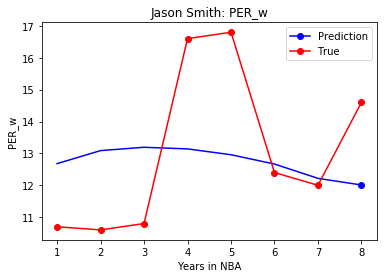 Jason Smith: PER_w
Prediction
True
PER_w
17
16
15
14
13
12
11
1 2 3 4 5 6 7 8
Years in NBA